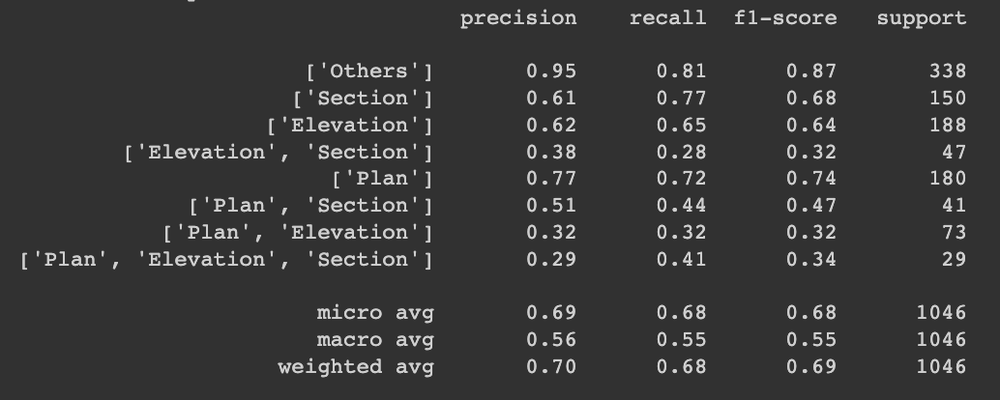 precision recall f1-score support
['Others'] 0.95 0.81 0.87 338
['Section'] 0.61 0.77 0.68 150
['Elevation'] 0.62 0.65 0.64 188
['Elevation', 'Section'] 0.38 0.28 0.32 47
['Plan'] 0.77 0.72 0.74 180
['Plan', 'Section'] 0.51 0.44 0.47 41
['Plan', 'Elevation'] 0.32 0.32 0.32 73
['Plan', 'Elevation', 'Section'] 0.29 0.41 0.34 29
micro avg 0.69 0.68 0.68 1046
macro avg 0.56 0.55 0.55 1046
weighted avg 0.70 0.68 0.69 1046